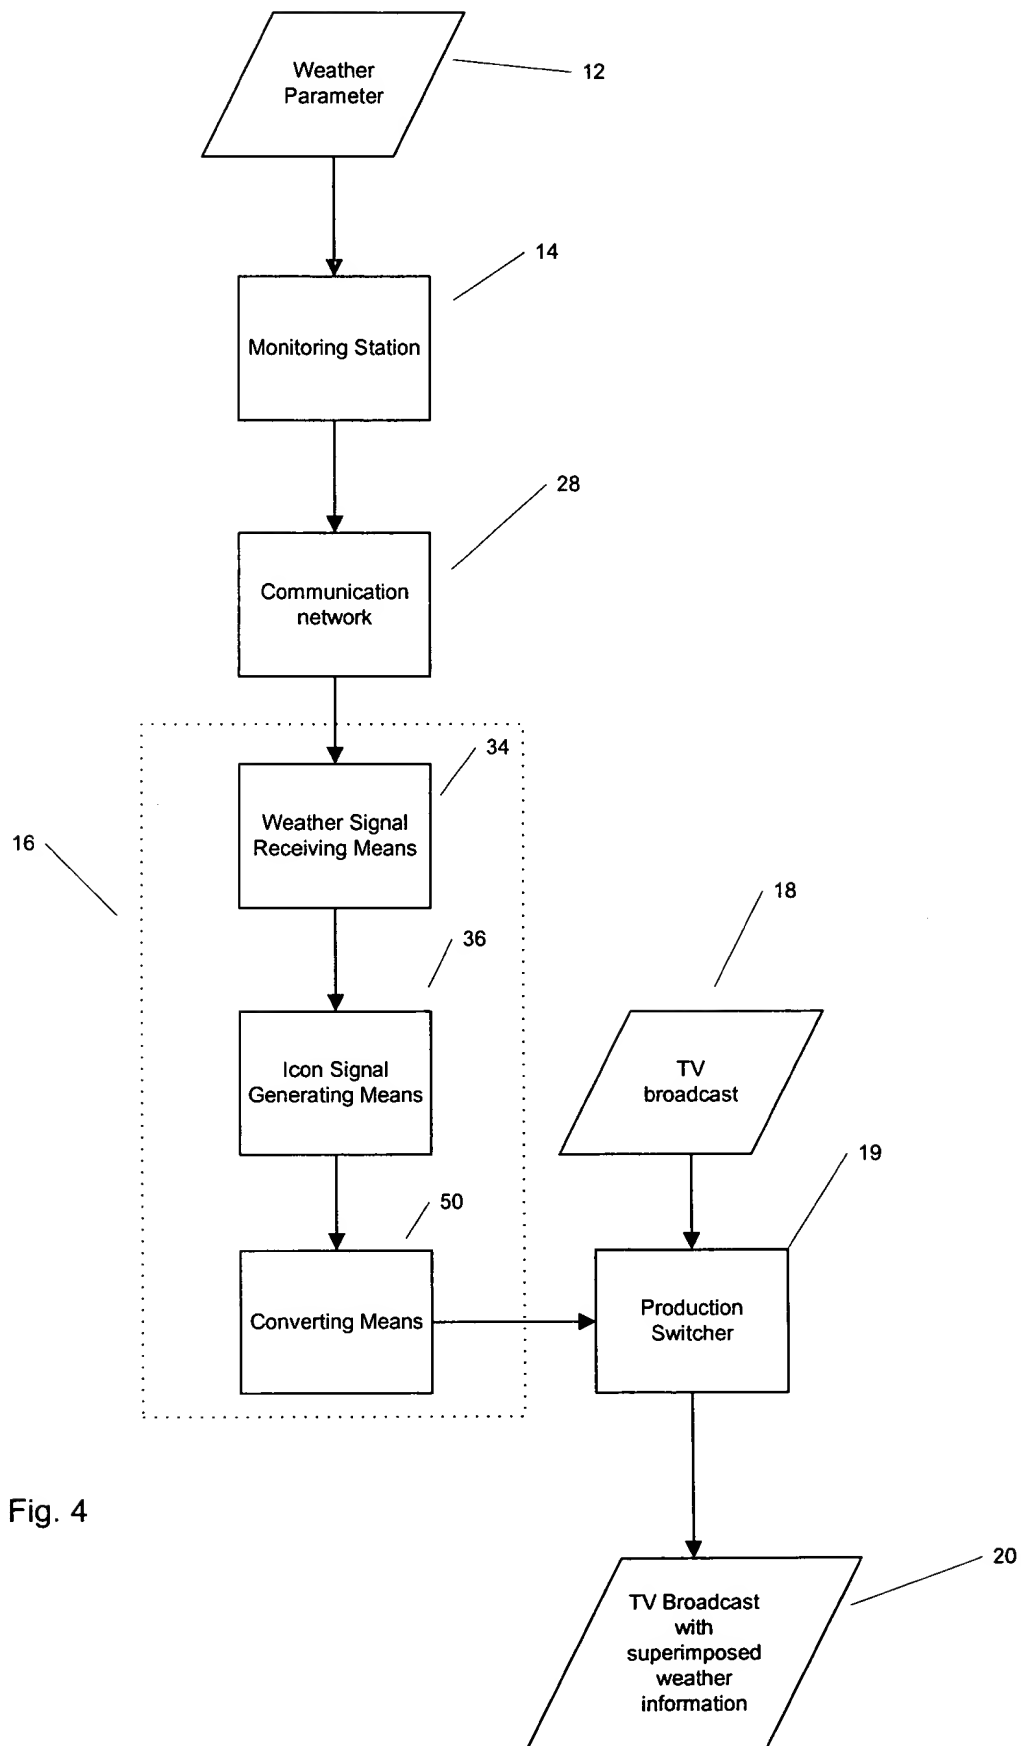 Weather
Parameter
12
14
Monitoring Station
28
Communication
network
34
Weather Signal
Receiving Means
16
18
36
Icon Signal
Generating Means
TV
broadcast
19
50
Converting Means
Production
Switcher
Fig. 4
20
TV Broadcast
with
superimposed
weather
information